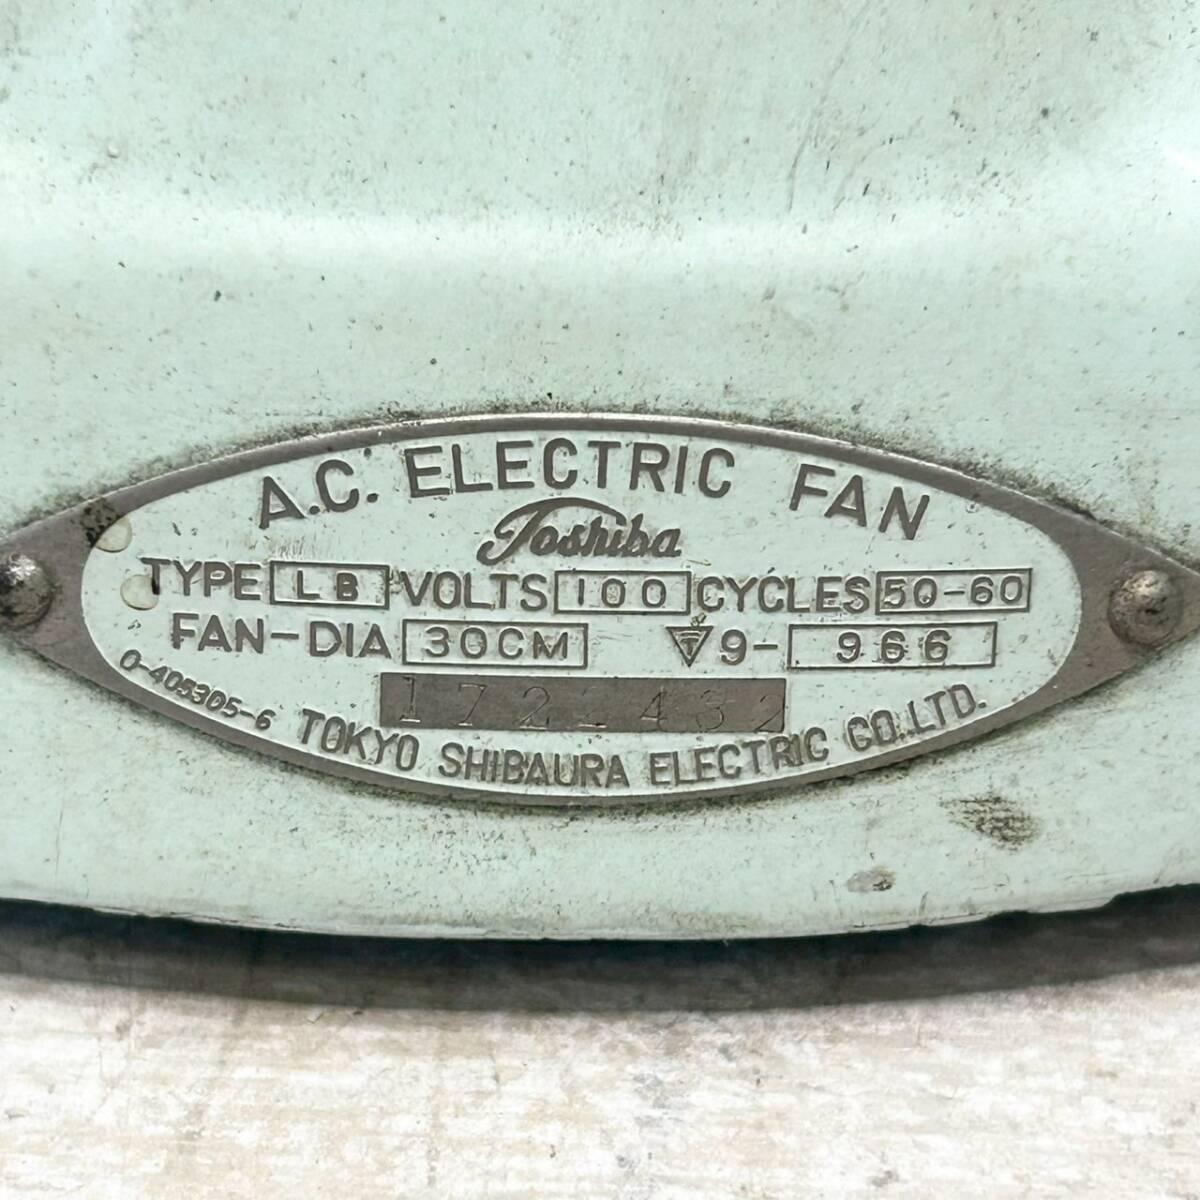 A.C. ELECTRIC FAN
Toshiba
TYPE LB VOLTS 100 CYCLES 50-60
FAN-DIA 30CM 9- 966
0-405305-6
TOKYO SHIBAURA ELECTRIC CO.,LTD.